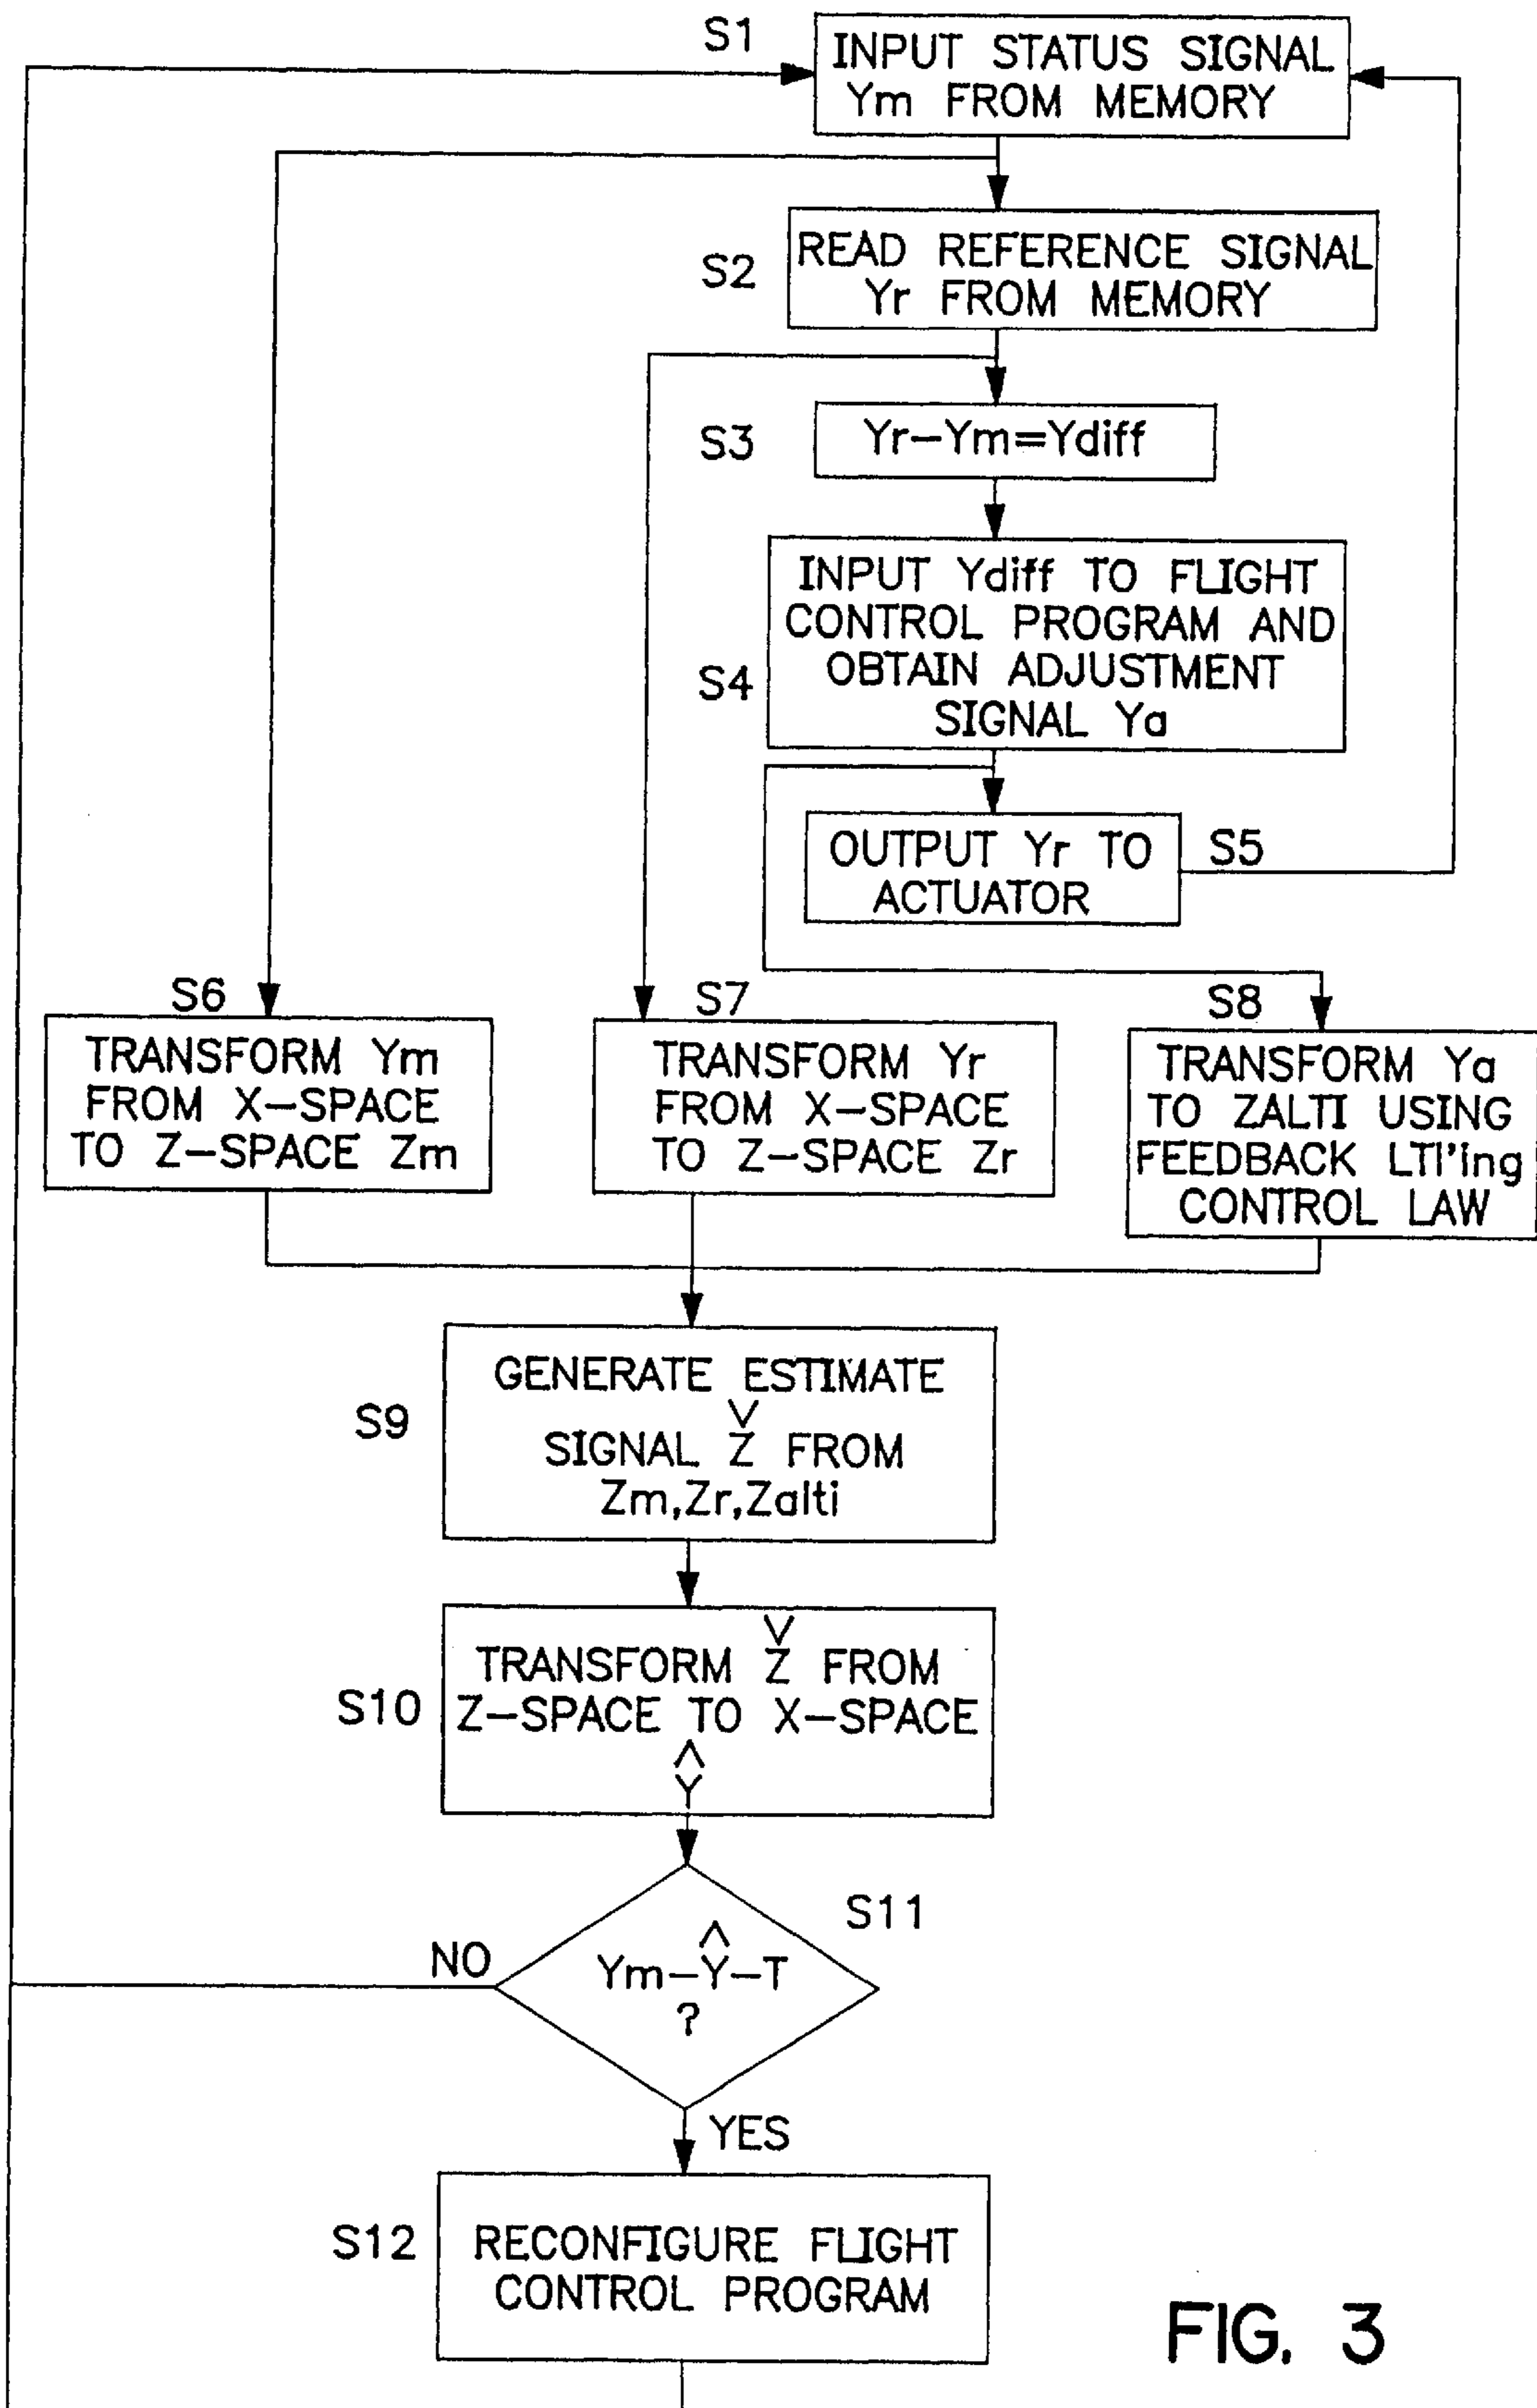 S1
INPUT STATUS SIGNAL
Ym FROM MEMORY
S2
READ REFERENCE SIGNAL
Yr FROM MEMORY
S3
Yr-Ym=Ydiff
S4
INPUT Ydiff TO FLIGHT
CONTROL PROGRAM AND
OBTAIN ADJUSTMENT
SIGNAL Ya
OUTPUT Yr TO
ACTUATOR
S5
S6
TRANSFORM Ym
FROM X-SPACE
TO Z-SPACE Zm
S7
TRANSFORM Yr
FROM X-SPACE
TO Z-SPACE Zr
S8
TRANSFORM Ya
TO ZALTI USING
FEEDBACK LTI'ing
CONTROL LAW
S9
GENERATE ESTIMATE
SIGNAL Ž FROM
Zm,Zr,Zalti
S10
TRANSFORM Ž FROM
Z-SPACE TO X-SPACE
Ŷ
S11
NO
Ym-Ŷ-T
?
YES
S12
RECONFIGURE FLIGHT
CONTROL PROGRAM
FIG. 3